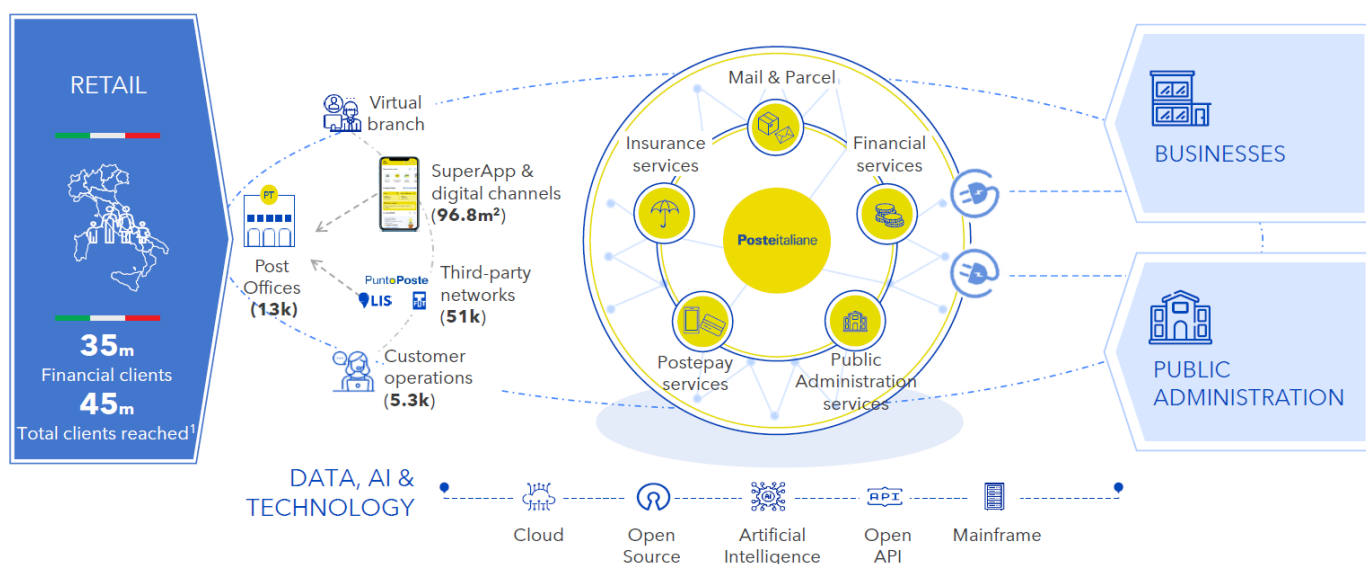 RETAIL
35m
Financial clients
45m
Total clients reached¹
PT
Post
Offices
(13k)
Virtual
branch
SuperApp &
digital channels
(96.8m²)
PuntoPoste
LIS
Third-party
networks
(51k)
Customer
operations
(5.3k)
Mail & Parcel
Insurance
services
Financial
services
Posteitaliane
Postepay
services
Public
Administration
services
BUSINESSES
PUBLIC
ADMINISTRATION
DATA, AI &
TECHNOLOGY
Cloud
Open
Source
AI
Artificial
Intelligence
API
Open
API
Mainframe